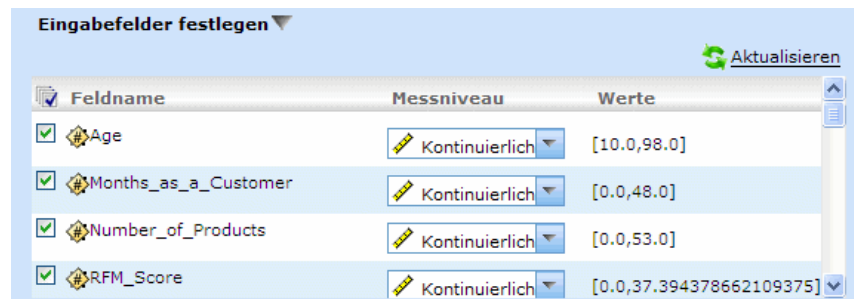 Eingabefelder festlegen
Aktualisieren
Feldname Messniveau Werte
Age Kontinuierlich [10.0,98.0]
Months_as_a_Customer Kontinuierlich [0.0,48.0]
Number_of_Products Kontinuierlich [0.0,53.0]
RFM_Score Kontinuierlich [0.0,37.394378662109375]